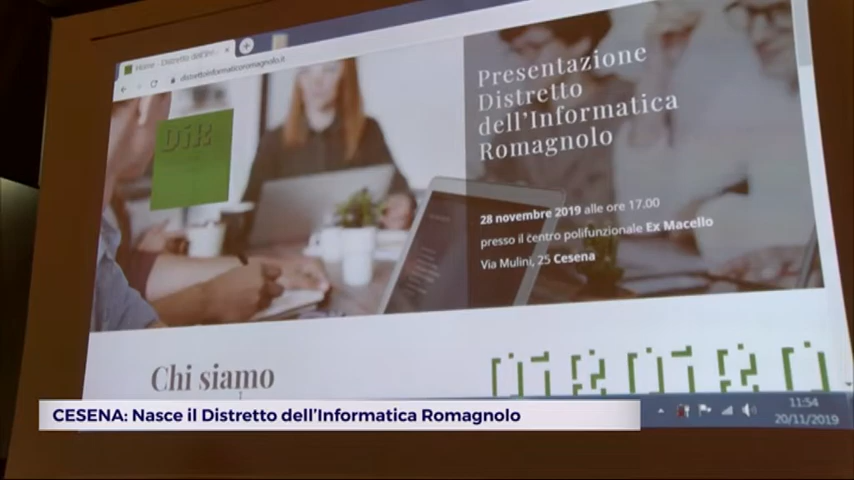 Home - Distretto dell'Inf
distrettoinformaticoromagnolo.it
DiR
Presentazione
Distretto
dell'Informatica
Romagnolo
28 novembre 2019 alle ore 17.00
presso il centro polifunzionale Ex Macello
Via Mulini, 25 Cesena
Chi siamo
CESENA: Nasce il Distretto dell'Informatica Romagnolo
11:54
20/11/2019